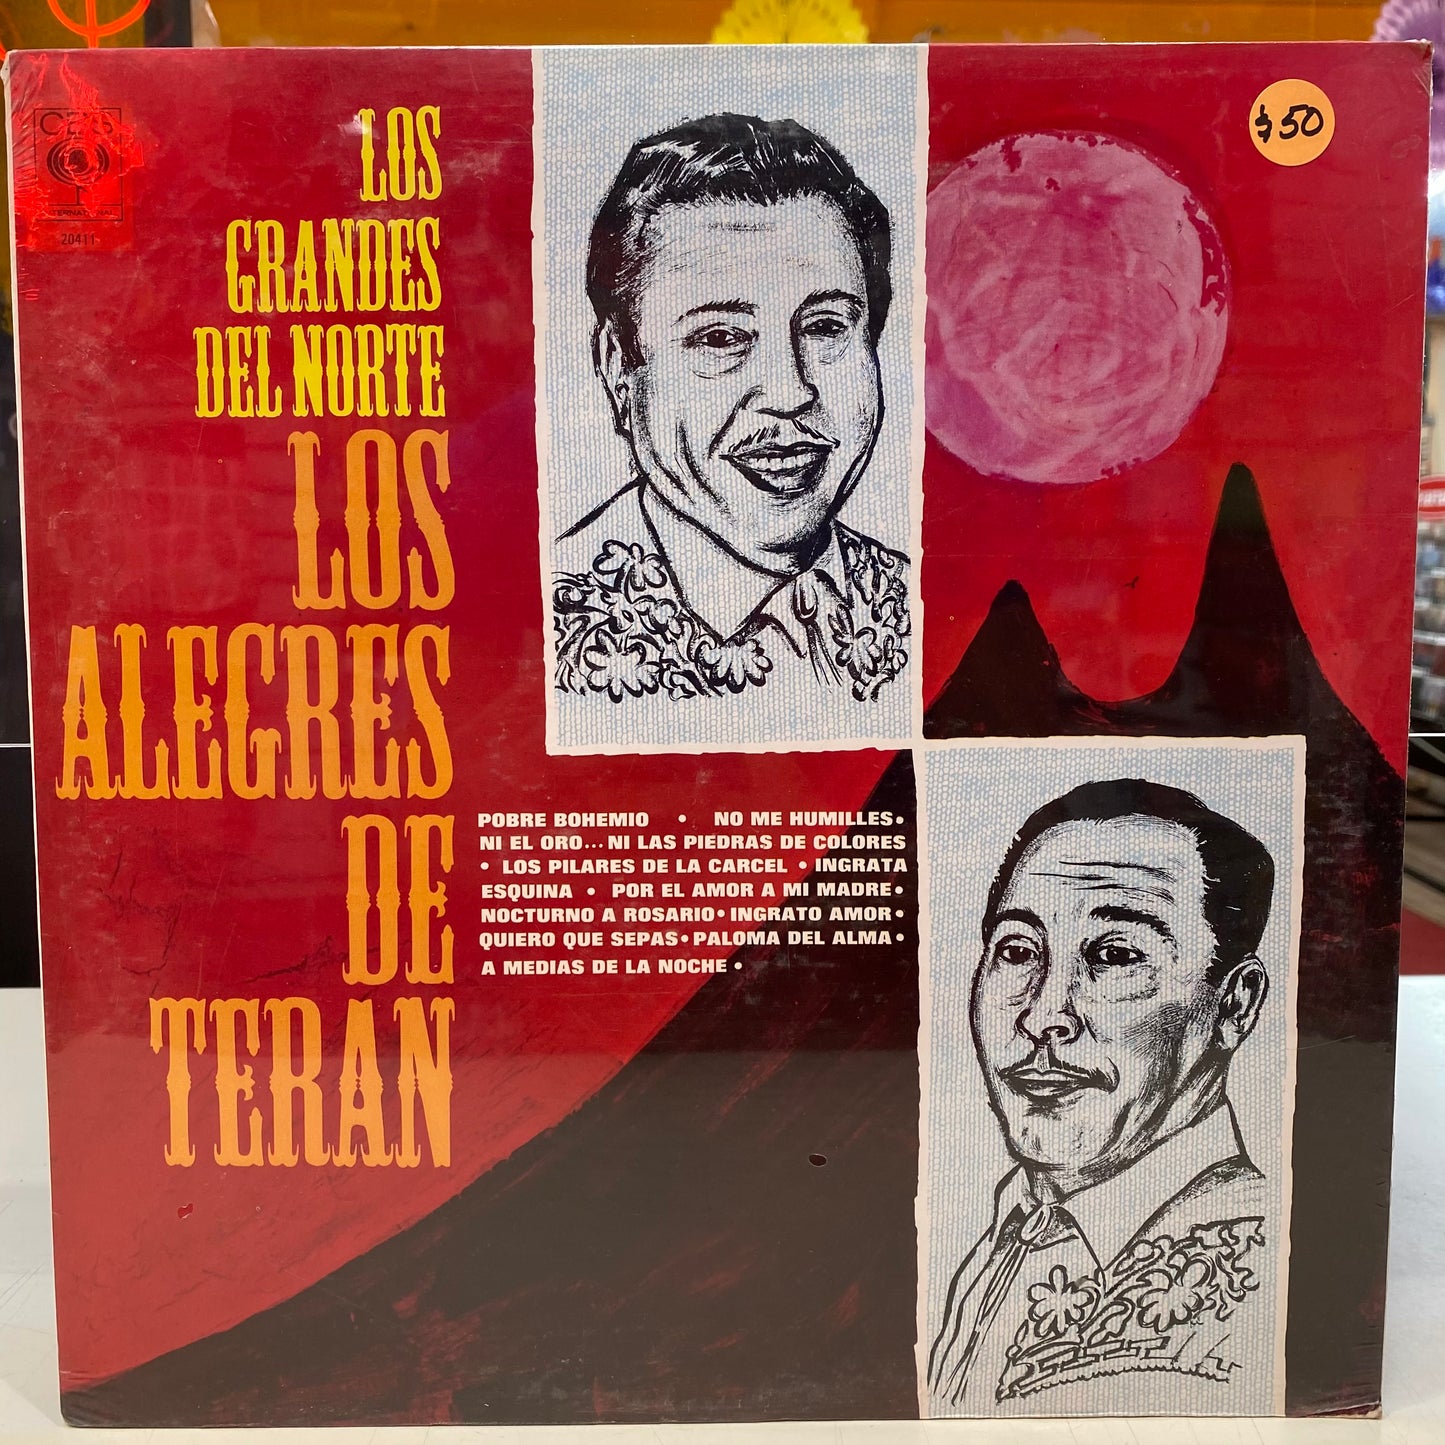 CBS
INTERNATIONAL
20411
$50
LOS
GRANDES
DEL NORTE
LOS
ALEGRES
DE
TERAN
POBRE BOHEMIO • NO ME HUMILLES•
NI EL ORO...NI LAS PIEDRAS DE COLORES
• LOS PILARES DE LA CARCEL • INGRATA
ESQUINA • POR EL AMOR A MI MADRE•
NOCTURNO A ROSARIO• INGRATO AMOR•
QUIERO QUE SEPAS•PALOMA DEL ALMA•
A MEDIAS DE LA NOCHE •